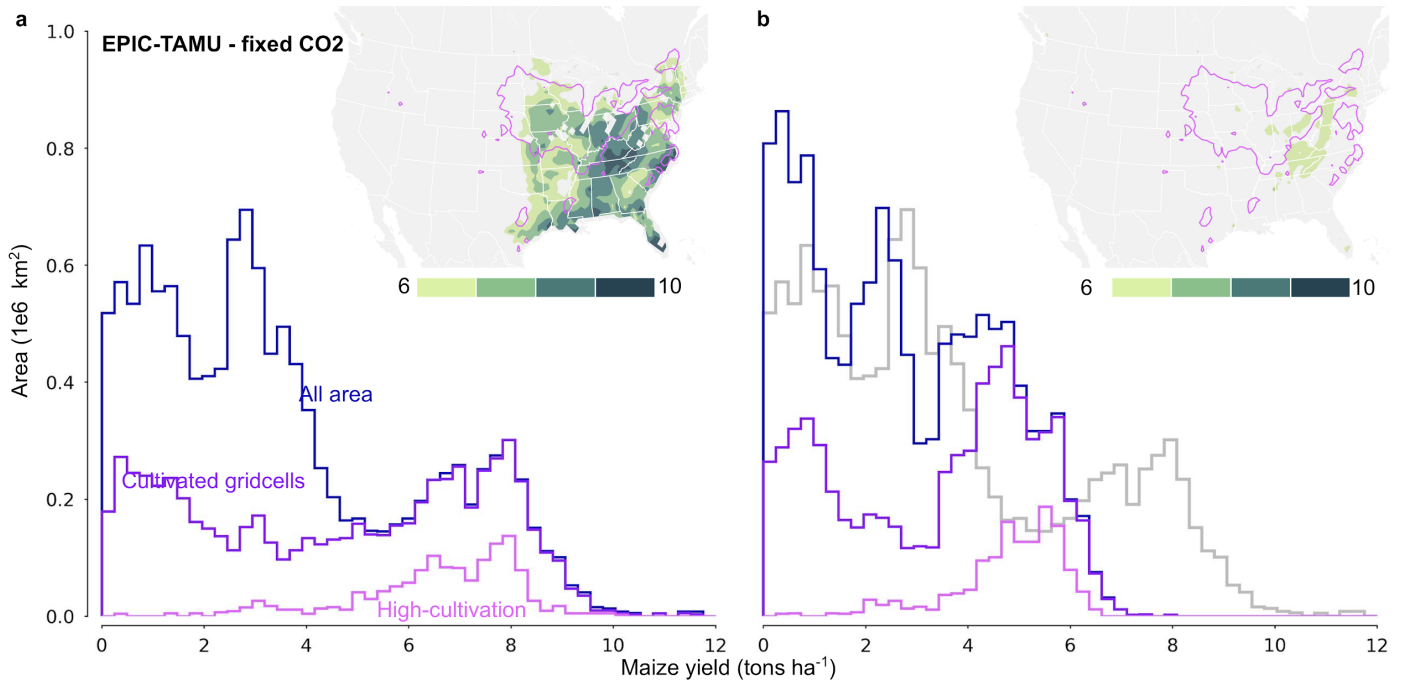 a
b
EPIC-TAMU - fixed CO2
1.0
0.8
0.6
0.4
0.2
0.0
Area (1e6 km²)
6
10
6
10
All area
Cultivated gridcells
High-cultivation
0 2 4 6 8 10 12
0 2 4 6 8 10 12
Maize yield (tons ha⁻¹)